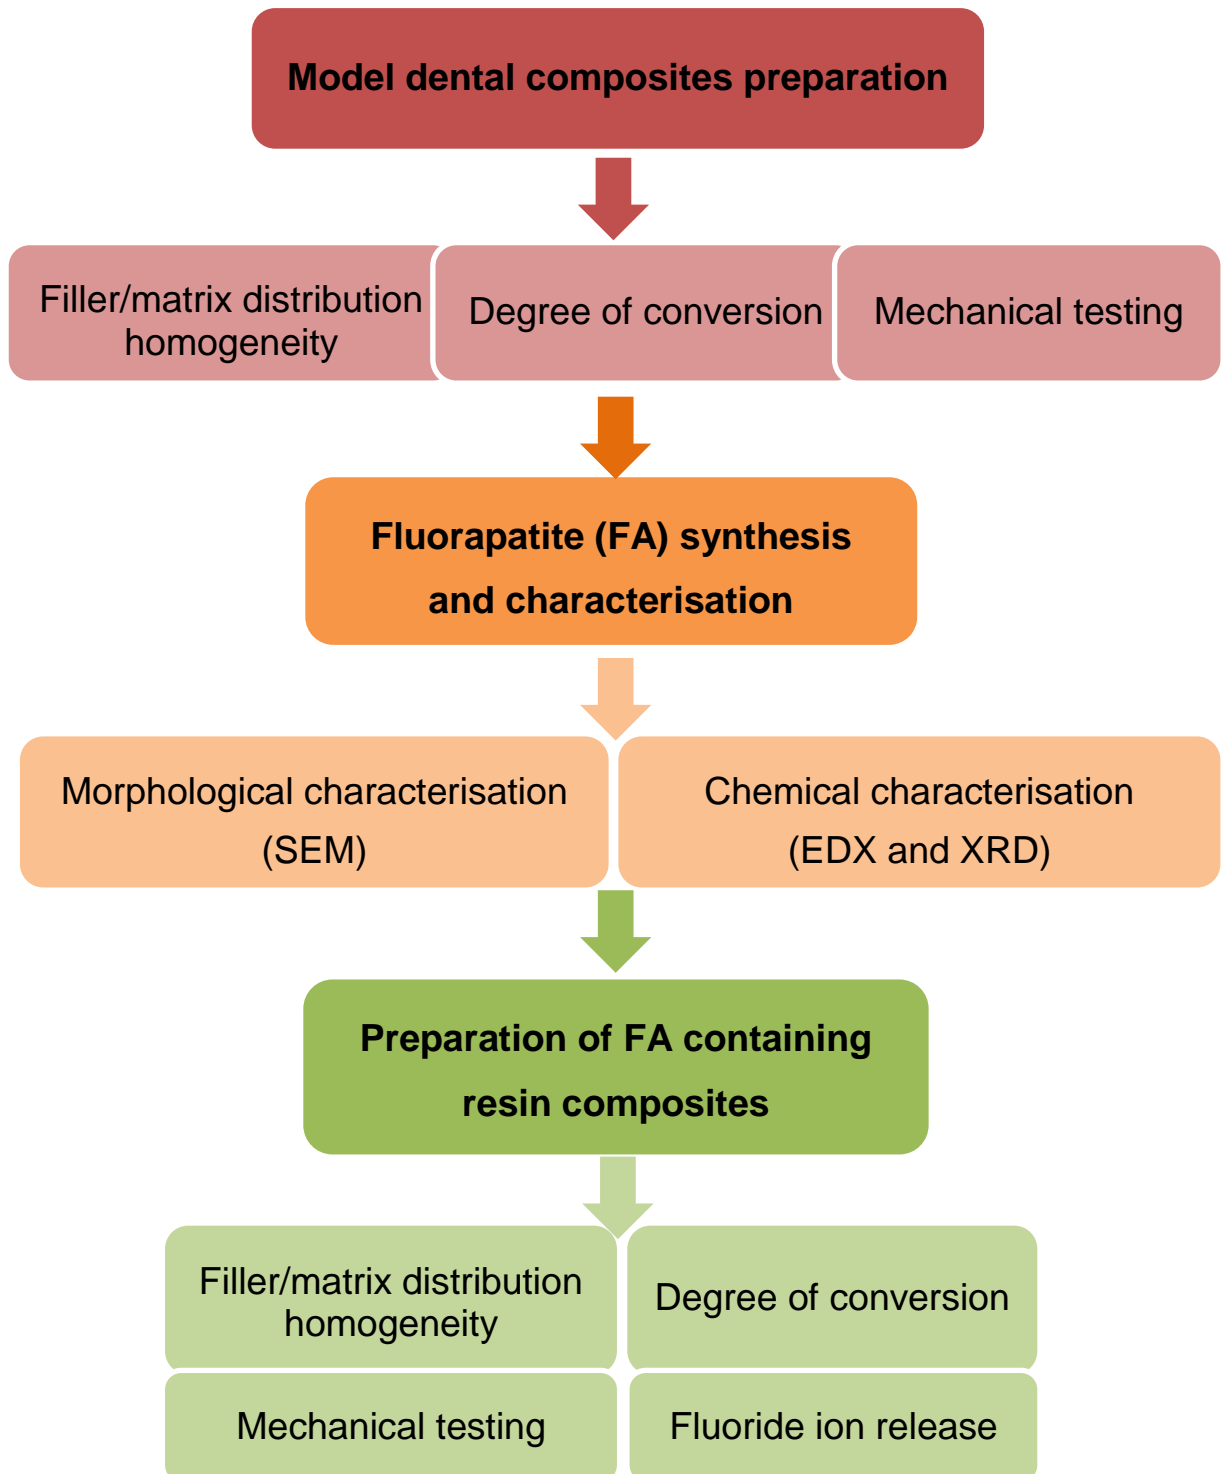 Model dental composites preparation
Filler/matrix distribution
homogeneity
Degree of conversion
Mechanical testing
Fluorapatite (FA) synthesis
and characterisation
Morphological characterisation
(SEM)
Chemical characterisation
(EDX and XRD)
Preparation of FA containing
resin composites
Filler/matrix distribution
homogeneity
Degree of conversion
Mechanical testing
Fluoride ion release